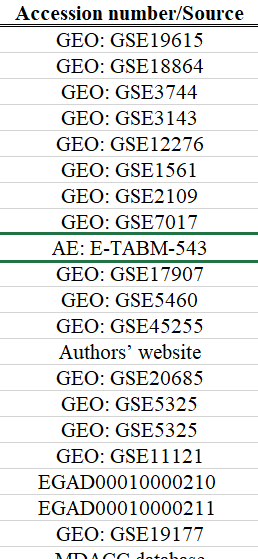 Accession number/Source
GEO: GSE19615
GEO: GSE18864
GEO: GSE3744
GEO: GSE3143
GEO: GSE12276
GEO: GSE1561
GEO: GSE2109
GEO: GSE7017
AE: E-TABM-543
GEO: GSE17907
GEO: GSE5460
GEO: GSE45255
Authors’ website
GEO: GSE20685
GEO: GSE5325
GEO: GSE5325
GEO: GSE11121
EGAD00010000210
EGAD00010000211
GEO: GSE19177
MDACC database